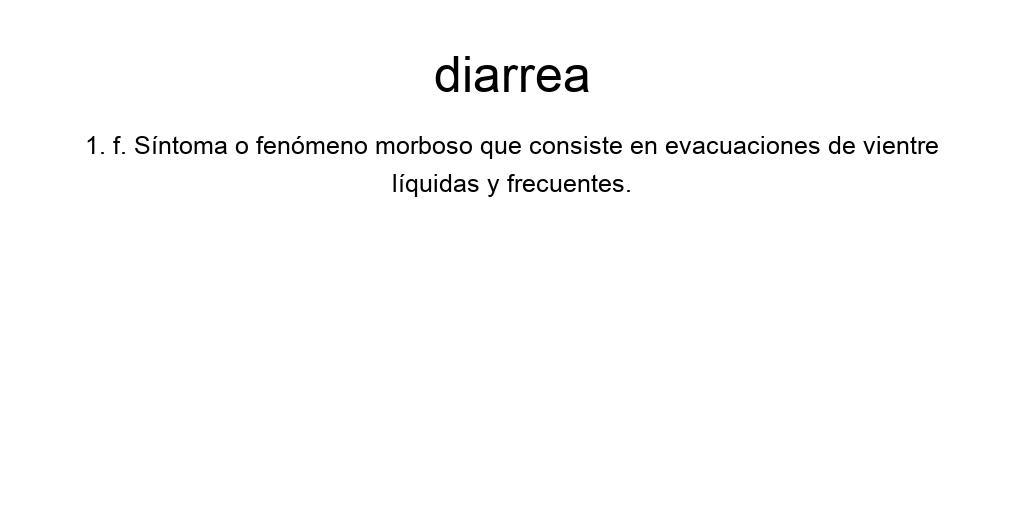 diarrea
1. f. Síntoma o fenómeno morboso que consiste en evacuaciones de vientre
líquidas y frecuentes.